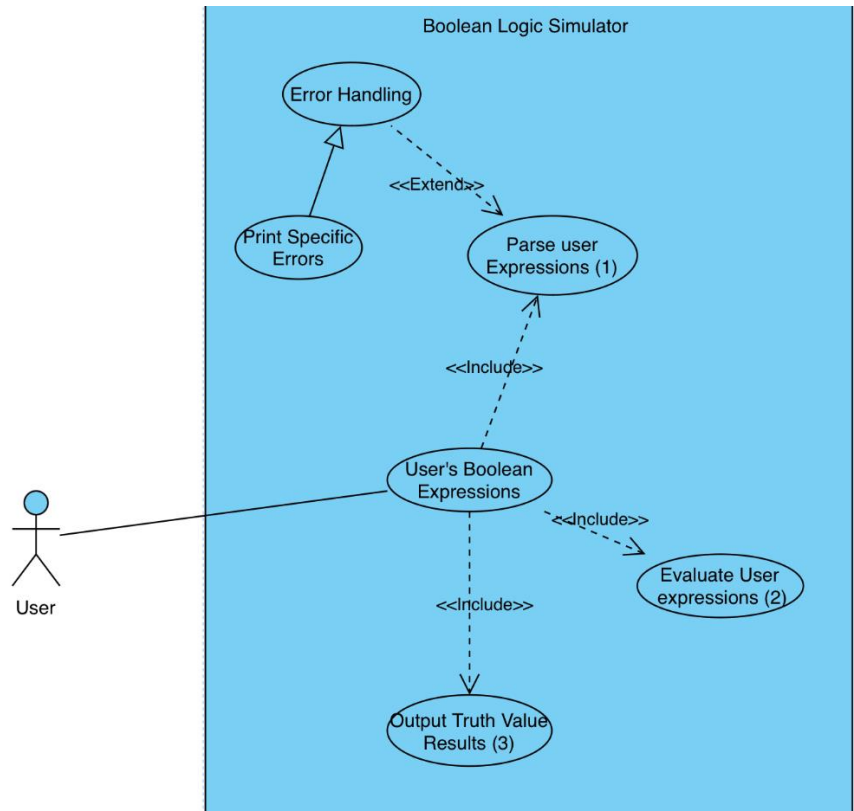 Boolean Logic Simulator
Error Handling
<<Extend>>
Print Specific
Errors
Parse user
Expressions (1)
<<Include>>
User's Boolean
Expressions
<<Include>>
Evaluate User
expressions (2)
User
<<Include>>
Output Truth Value
Results (3)